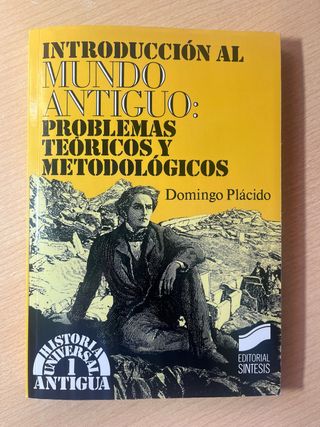 INTRODUCCIÓN AL
MUNDO
ANTIGUO:
PROBLEMAS
TEÓRICOS Y
METODOLÓGICOS
Domingo Plácido
HISTORIA
UNIVERSAL
1
ANTIGUA
EDITORIAL
SINTESIS